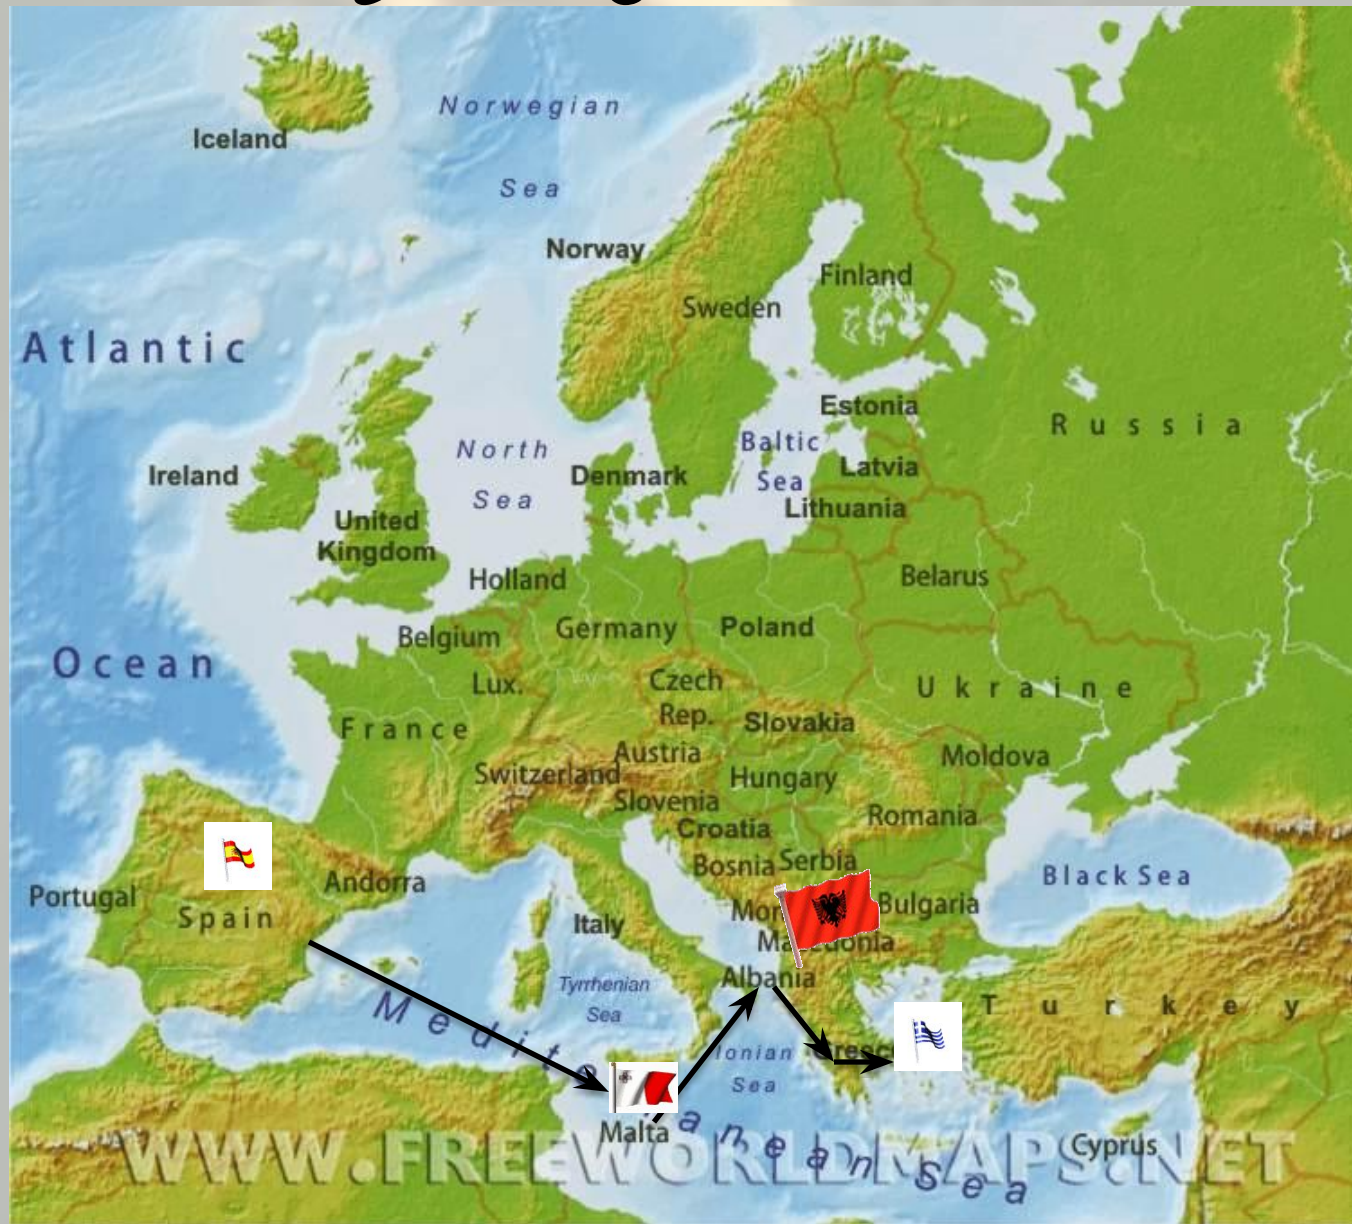 Iceland
Norwegian
Sea
Norway
Finland
Sweden
Atlantic
Estonia
Russia
Baltic
Sea
North
Sea
Ireland
Denmark
Latvia
Lithuania
United
Kingdom
Holland
Belarus
Belgium
Germany
Poland
Ocean
Lux.
Czech
Rep.
Ukraine
France
Slovakia
Austria
Moldova
Switzerland
Hungary
Slovenia
Romania
Croatia
Bosnia
Serbia
Black Sea
Andorra
Portugal
Spain
Italy
Bulgaria
Albania
Tyrrhenian
Sea
Turkey
Ionian
Sea
Malta
Cyprus
Sea
WWW.FREEWORLDMAPS.NET